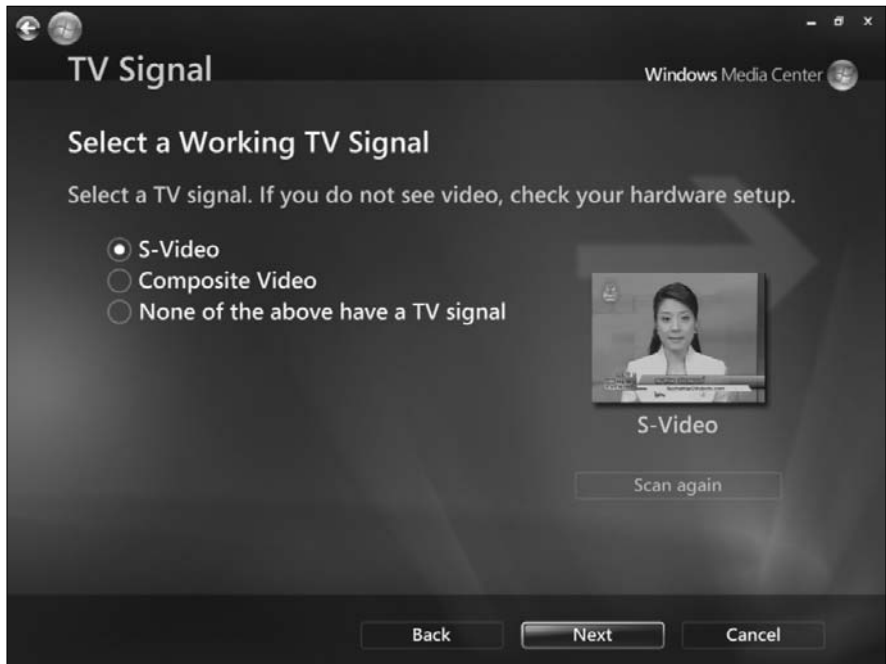 TV Signal
Windows Media Center
Select a Working TV Signal
Select a TV signal. If you do not see video, check your hardware setup.
S-Video
Composite Video
None of the above have a TV signal
S-Video
Scan again
Back
Next
Cancel